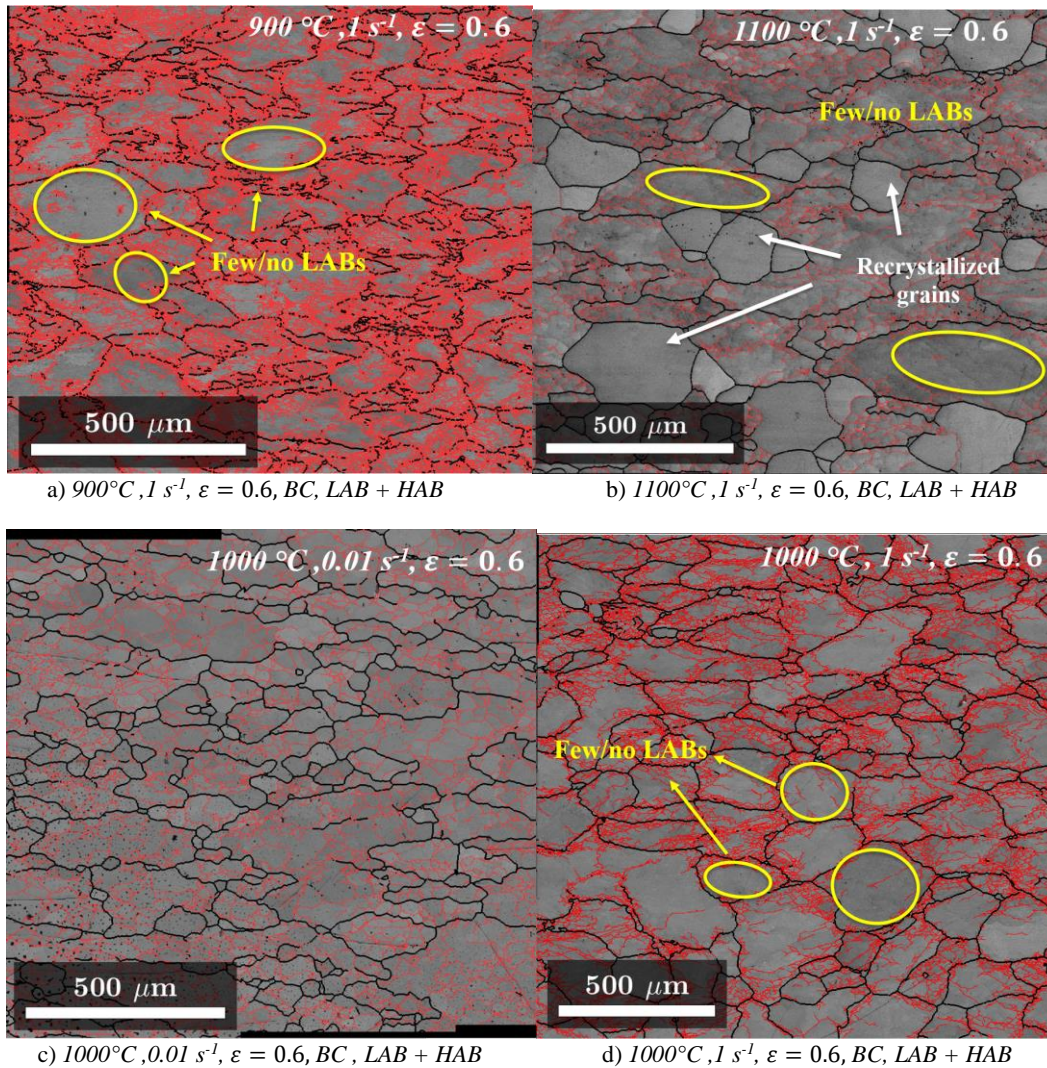 900 °C ,1 s⁻¹, ε = 0.6
Few/no LABs
500 μm
a) 900°C ,1 s⁻¹, ε = 0.6, BC, LAB + HAB
1100 °C ,1 s⁻¹, ε = 0.6
Few/no LABs
Recrystallized
grains
500 μm
b) 1100°C ,1 s⁻¹, ε = 0.6, BC, LAB + HAB
1000 °C ,0.01 s⁻¹, ε = 0.6
500 μm
c) 1000°C ,0.01 s⁻¹, ε = 0.6, BC , LAB + HAB
1000 °C , 1 s⁻¹, ε = 0.6
Few/no LABs
500 μm
d) 1000°C ,1 s⁻¹, ε = 0.6, BC, LAB + HAB